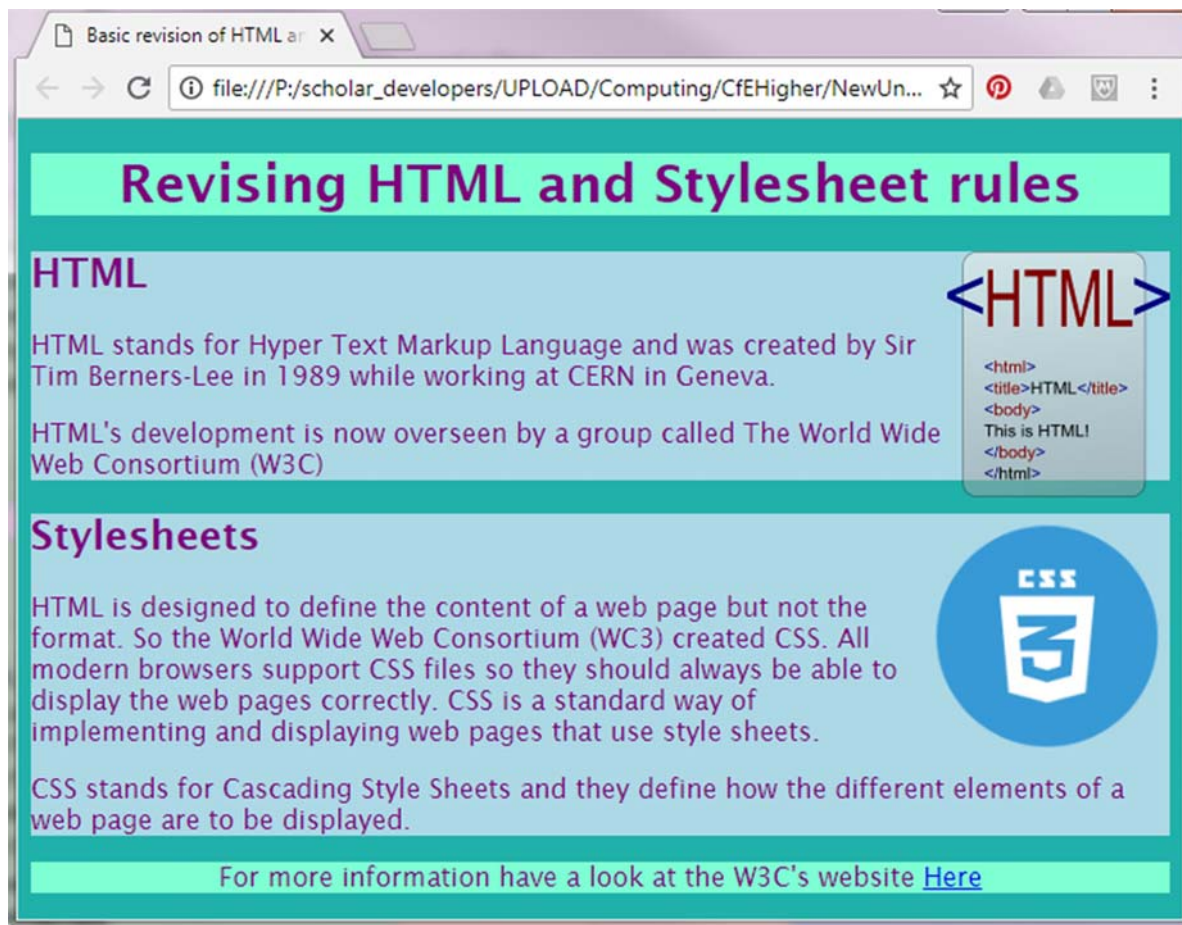 Basic revision of HTML ar
file:///P:/scholar_developers/UPLOAD/Computing/CfEHigher/NewUn...
Revising HTML and Stylesheet rules
HTML
HTML stands for Hyper Text Markup Language and was created by Sir
Tim Berners-Lee in 1989 while working at CERN in Geneva.
HTML's development is now overseen by a group called The World Wide
Web Consortium (W3C)
<HTML>
<html>
<title>HTML</title>
<body>
This is HTML!
</body>
</html>
Stylesheets
HTML is designed to define the content of a web page but not the
format. So the World Wide Web Consortium (WC3) created CSS. All
modern browsers support CSS files so they should always be able to
display the web pages correctly. CSS is a standard way of
implementing and displaying web pages that use style sheets.
CSS
3
CSS stands for Cascading Style Sheets and they define how the different elements of a
web page are to be displayed.
For more information have a look at the W3C's website Here